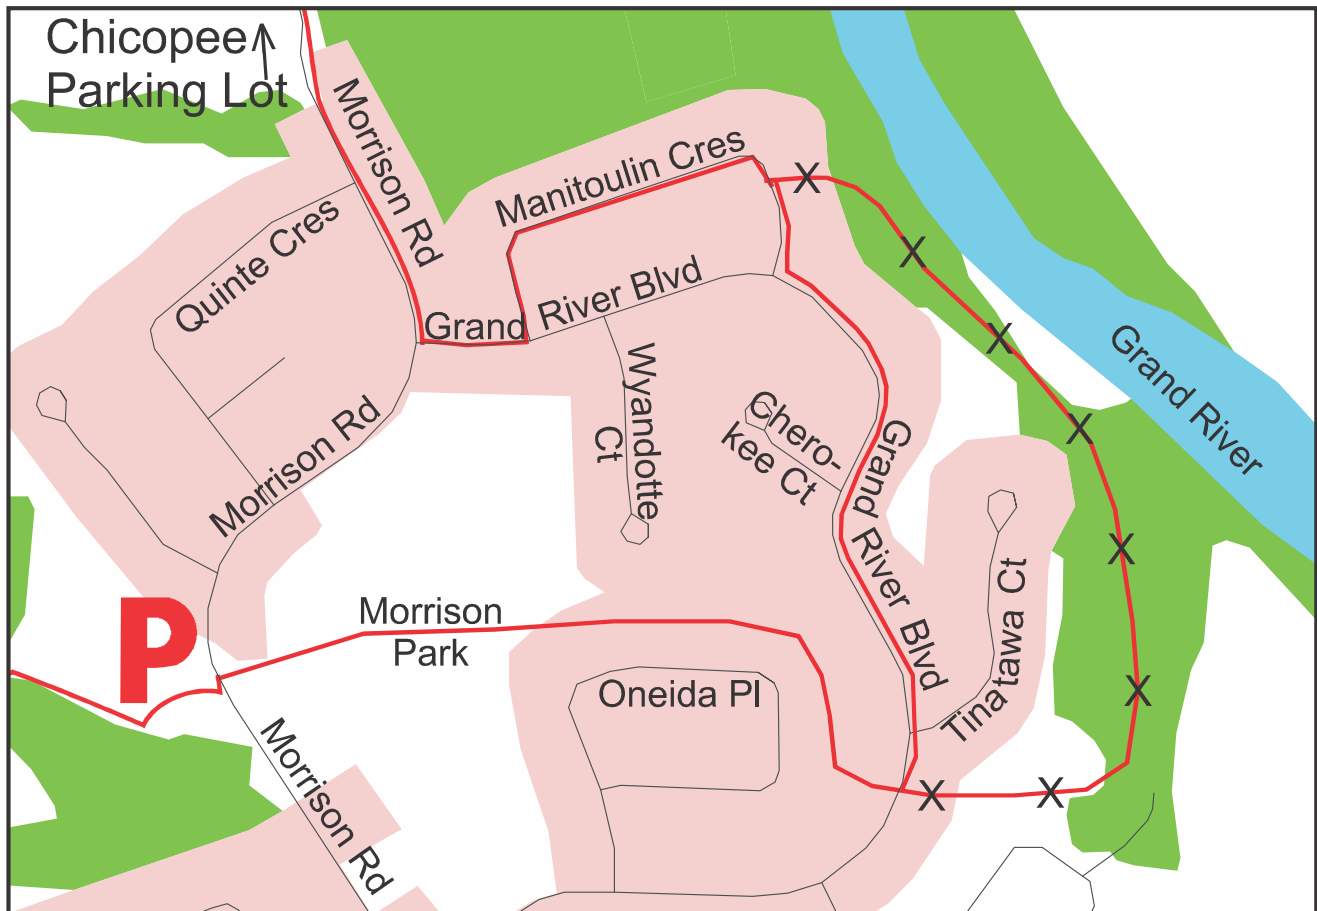 Chicopee
Parking Lot
Morrison Rd
Manitoulin Cres
Quinte Cres
Grand River Blvd
Grand River
Wyandotte
Ct
Chero-
kee Ct
Morrison Rd
Grand River Blvd
Tinatawa Ct
P
Morrison
Park
Oneida Pl
Morrison Rd
X
X
X
X
X
X
X
X